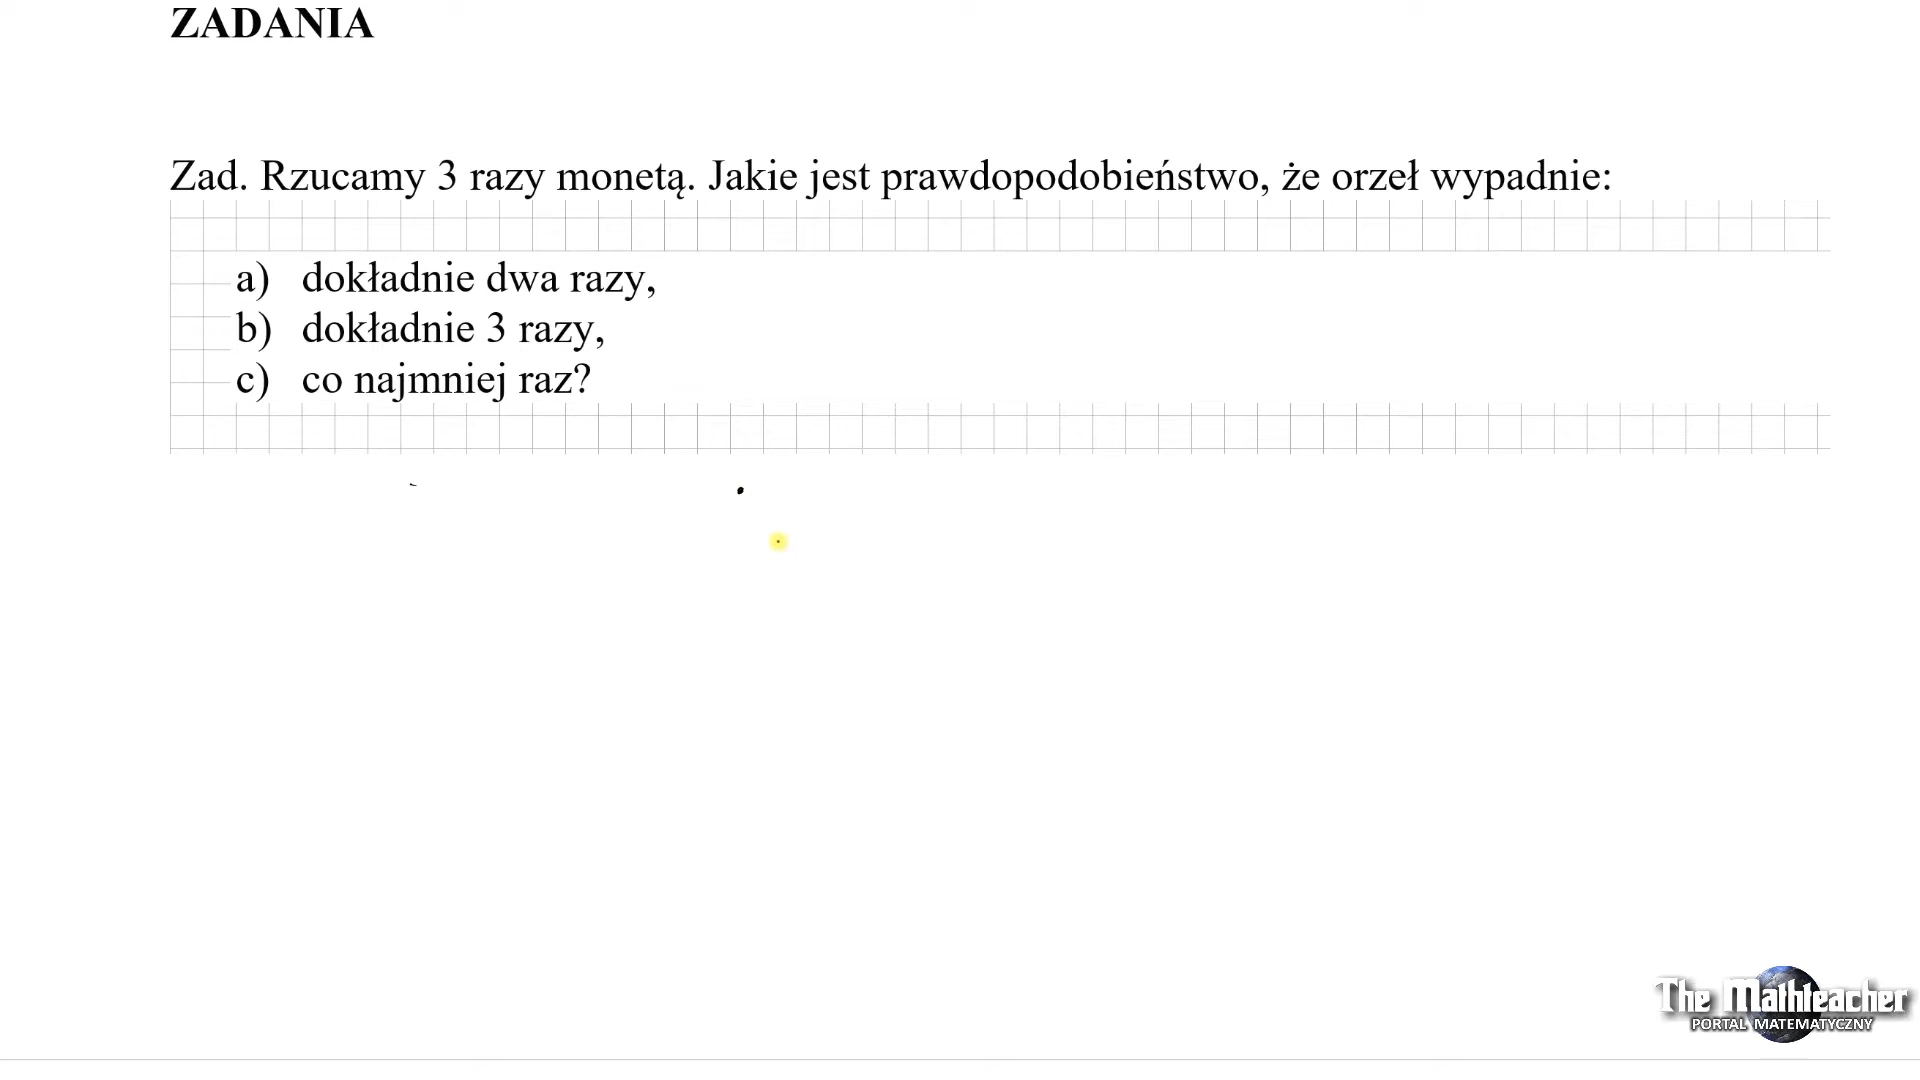 ZADANIA
Zad. Rzucamy 3 razy monetą. Jakie jest prawdopodobieństwo, że orzeł wypadnie:
a) dokładnie dwa razy,
b) dokładnie 3 razy,
c) co najmniej raz?
The Mathteacher
PORTAL MATEMATYCZNY